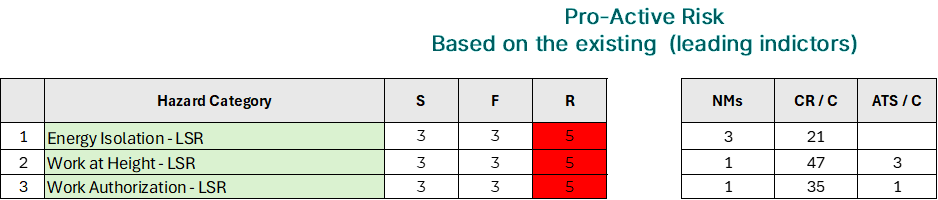 Pro-Active Risk
Based on the existing (leading indictors)
Hazard Category S F R NMs CR / C ATS / C
1 Energy Isolation - LSR 3 3 5 3 21
2 Work at Height - LSR 3 3 5 1 47 3
3 Work Authorization - LSR 3 3 5 1 35 1